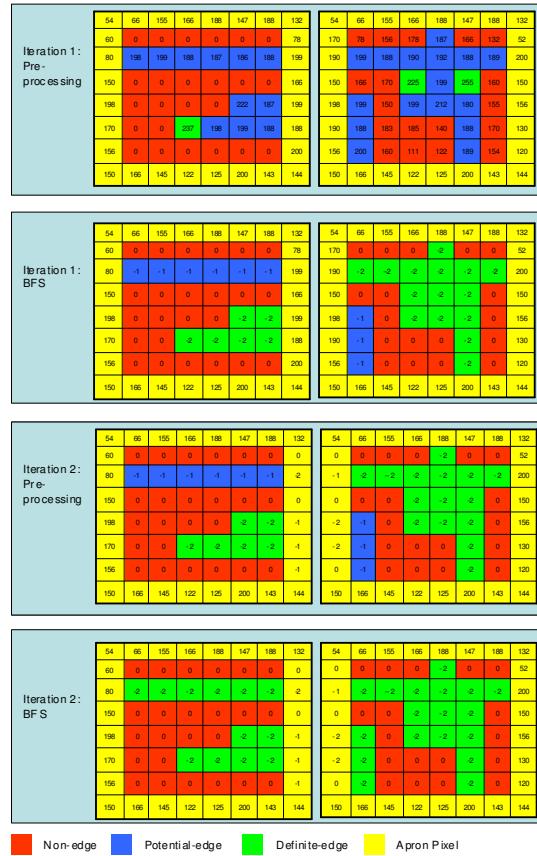 54 66 155 166 188 147 188 132 54 66 155 166 188 147 188 132
60 0 0 0 0 0 0 78 170 78 156 178 187 166 132 52
Iteration 1:
Pre-
processing
80 198 199 188 187 186 188 199 190 199 188 190 192 188 189 200
150 0 0 0 0 0 0 166 150 166 170 225 199 255 160 150
198 0 0 0 0 222 187 199 198 199 150 199 212 180 155 156
170 0 0 237 198 199 188 188 190 188 183 185 140 188 170 130
156 0 0 0 0 0 0 200 156 200 160 111 122 189 154 120
150 166 145 122 125 200 143 144 150 166 145 122 125 200 143 144
54 66 155 166 188 147 188 132 54 66 155 166 188 147 188 132
60 0 0 0 0 0 0 78 170 0 0 0 -2 0 0 52
Iteration 1:
BFS
80 -1 -1 -1 -1 -1 -1 199 190 -2 -2 -2 -2 -2 -2 200
150 0 0 0 0 0 0 166 150 0 0 -2 -2 -2 0 150
198 0 0 0 0 -2 -2 199 198 -1 0 -2 -2 -2 0 156
170 0 0 -2 -2 -2 -2 188 190 -1 0 0 0 -2 0 130
156 0 0 0 0 0 0 200 156 -1 0 0 0 -2 0 120
150 166 145 122 125 200 143 144 150 166 145 122 125 200 143 144
54 66 155 166 188 147 188 132 54 66 155 166 188 147 188 132
60 0 0 0 0 0 0 0 0 0 0 0 -2 0 0 52
Iteration 2:
Pre-
processing
80 -1 -1 -1 -1 -1 -1 -2 -1 -2 -2 -2 -2 -2 -2 200
150 0 0 0 0 0 0 0 0 0 0 -2 -2 -2 0 150
198 0 0 0 0 -2 -2 -1 -2 -1 0 -2 -2 -2 0 156
170 0 0 -2 -2 -2 -2 -1 -2 -1 0 0 0 -2 0 130
156 0 0 0 0 0 0 -1 0 -1 0 0 0 -2 0 120
150 166 145 122 125 200 143 144 150 166 145 122 125 200 143 144
54 66 155 166 188 147 188 132 54 66 155 166 188 147 188 132
60 0 0 0 0 0 0 0 0 0 0 0 -2 0 0 52
Iteration 2:
BFS
80 -2 -2 -2 -2 -2 -2 -2 -1 -2 -2 -2 -2 -2 -2 200
150 0 0 0 0 0 0 0 0 0 0 -2 -2 -2 0 150
198 0 0 0 0 -2 -2 -1 -2 -2 0 -2 -2 -2 0 156
170 0 0 -2 -2 -2 -2 -1 -2 -2 0 0 0 -2 0 130
156 0 0 0 0 0 0 -1 0 -2 0 0 0 -2 0 120
150 166 145 122 125 200 143 144 150 166 145 122 125 200 143 144
Non-edge Potential-edge Definite-edge Apron Pixel